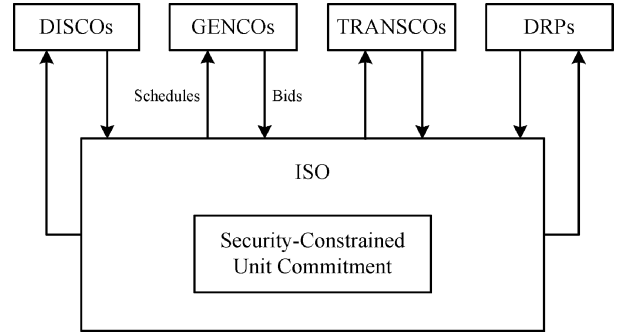 DISCOs
GENCOs
TRANSCOs
DRPs
Schedules
Bids
ISO
Security-Constrained
Unit Commitment